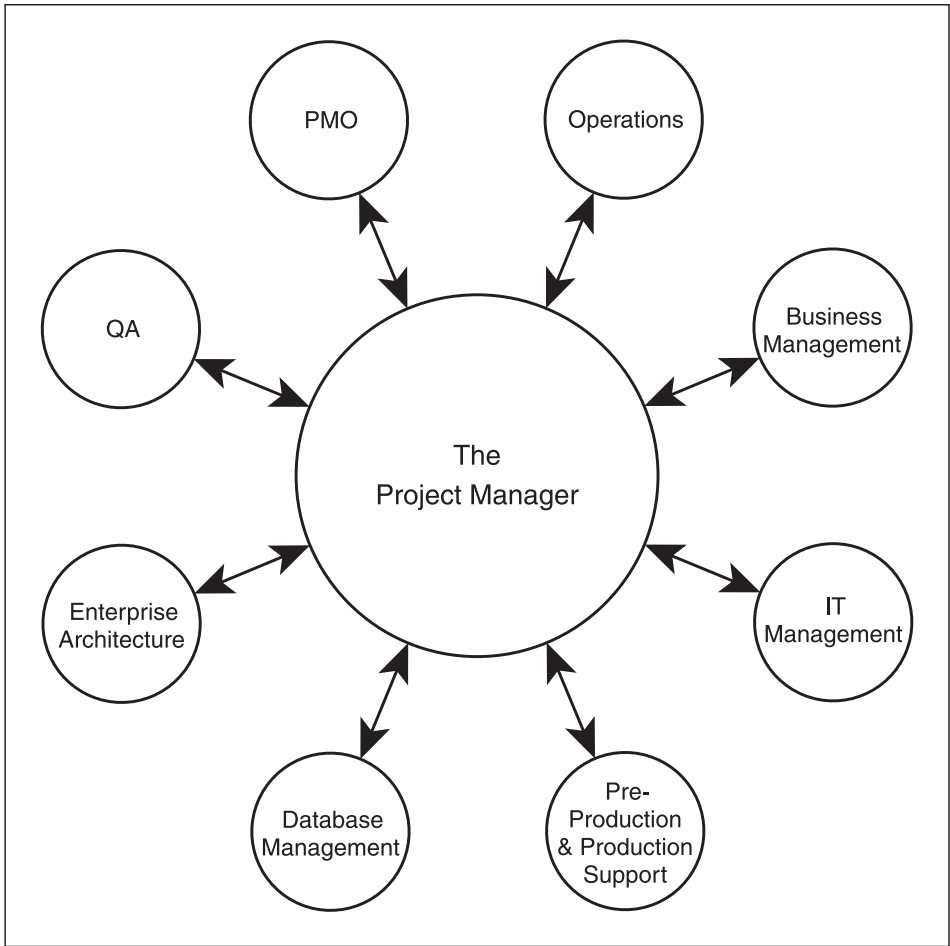 PMO
Operations
QA
Business
Management
The
Project Manager
Enterprise
Architecture
IT
Management
Database
Management
Pre-
Production
& Production
Support